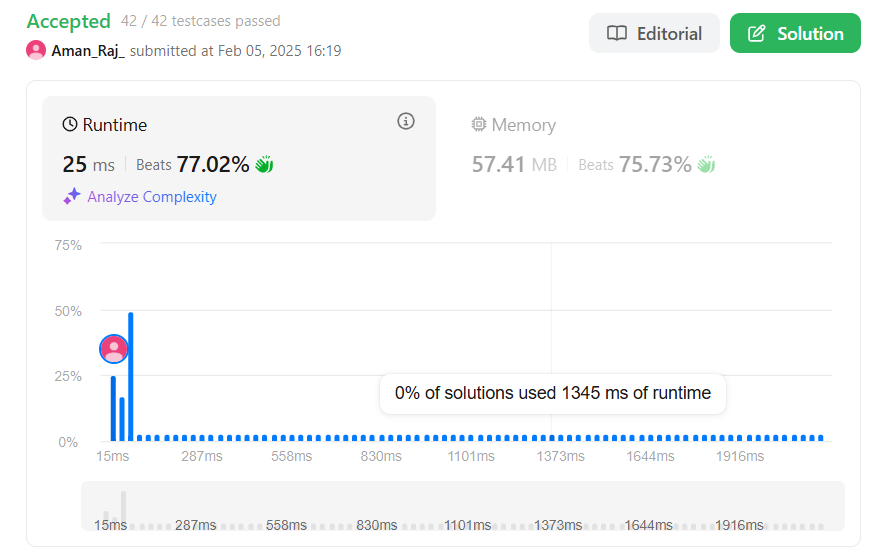 Accepted 42 / 42 testcases passed
Aman_Raj_ submitted at Feb 05, 2025 16:19
Editorial
Solution
Runtime
25 ms Beats 77.02%
Analyze Complexity
Memory
57.41 MB Beats 75.73%
75%
50%
25%
0%
0% of solutions used 1345 ms of runtime
15ms 287ms 558ms 830ms 1101ms 1373ms 1644ms 1916ms
15ms 287ms 558ms 830ms 1101ms 1373ms 1644ms 1916ms